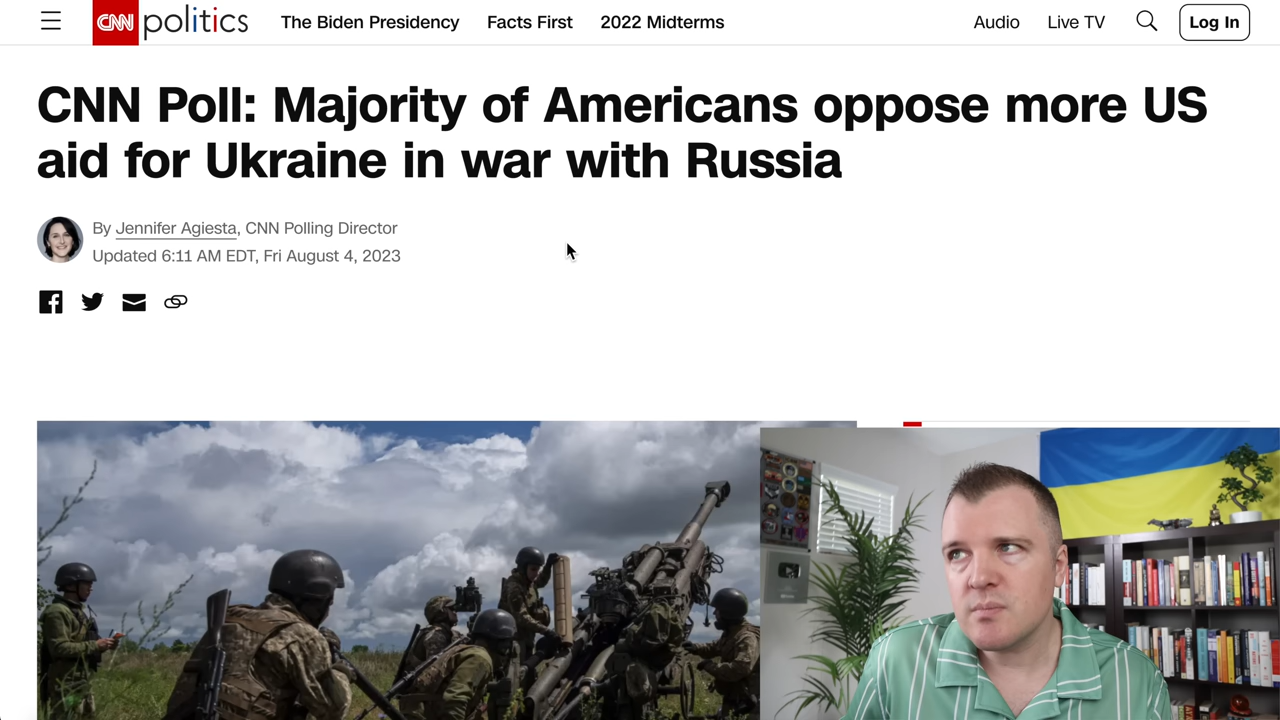 CNN politics
The Biden Presidency
Facts First
2022 Midterms
Audio
Live TV
Log In
CNN Poll: Majority of Americans oppose more US
aid for Ukraine in war with Russia
By Jennifer Agiesta, CNN Polling Director
Updated 6:11 AM EDT, Fri August 4, 2023